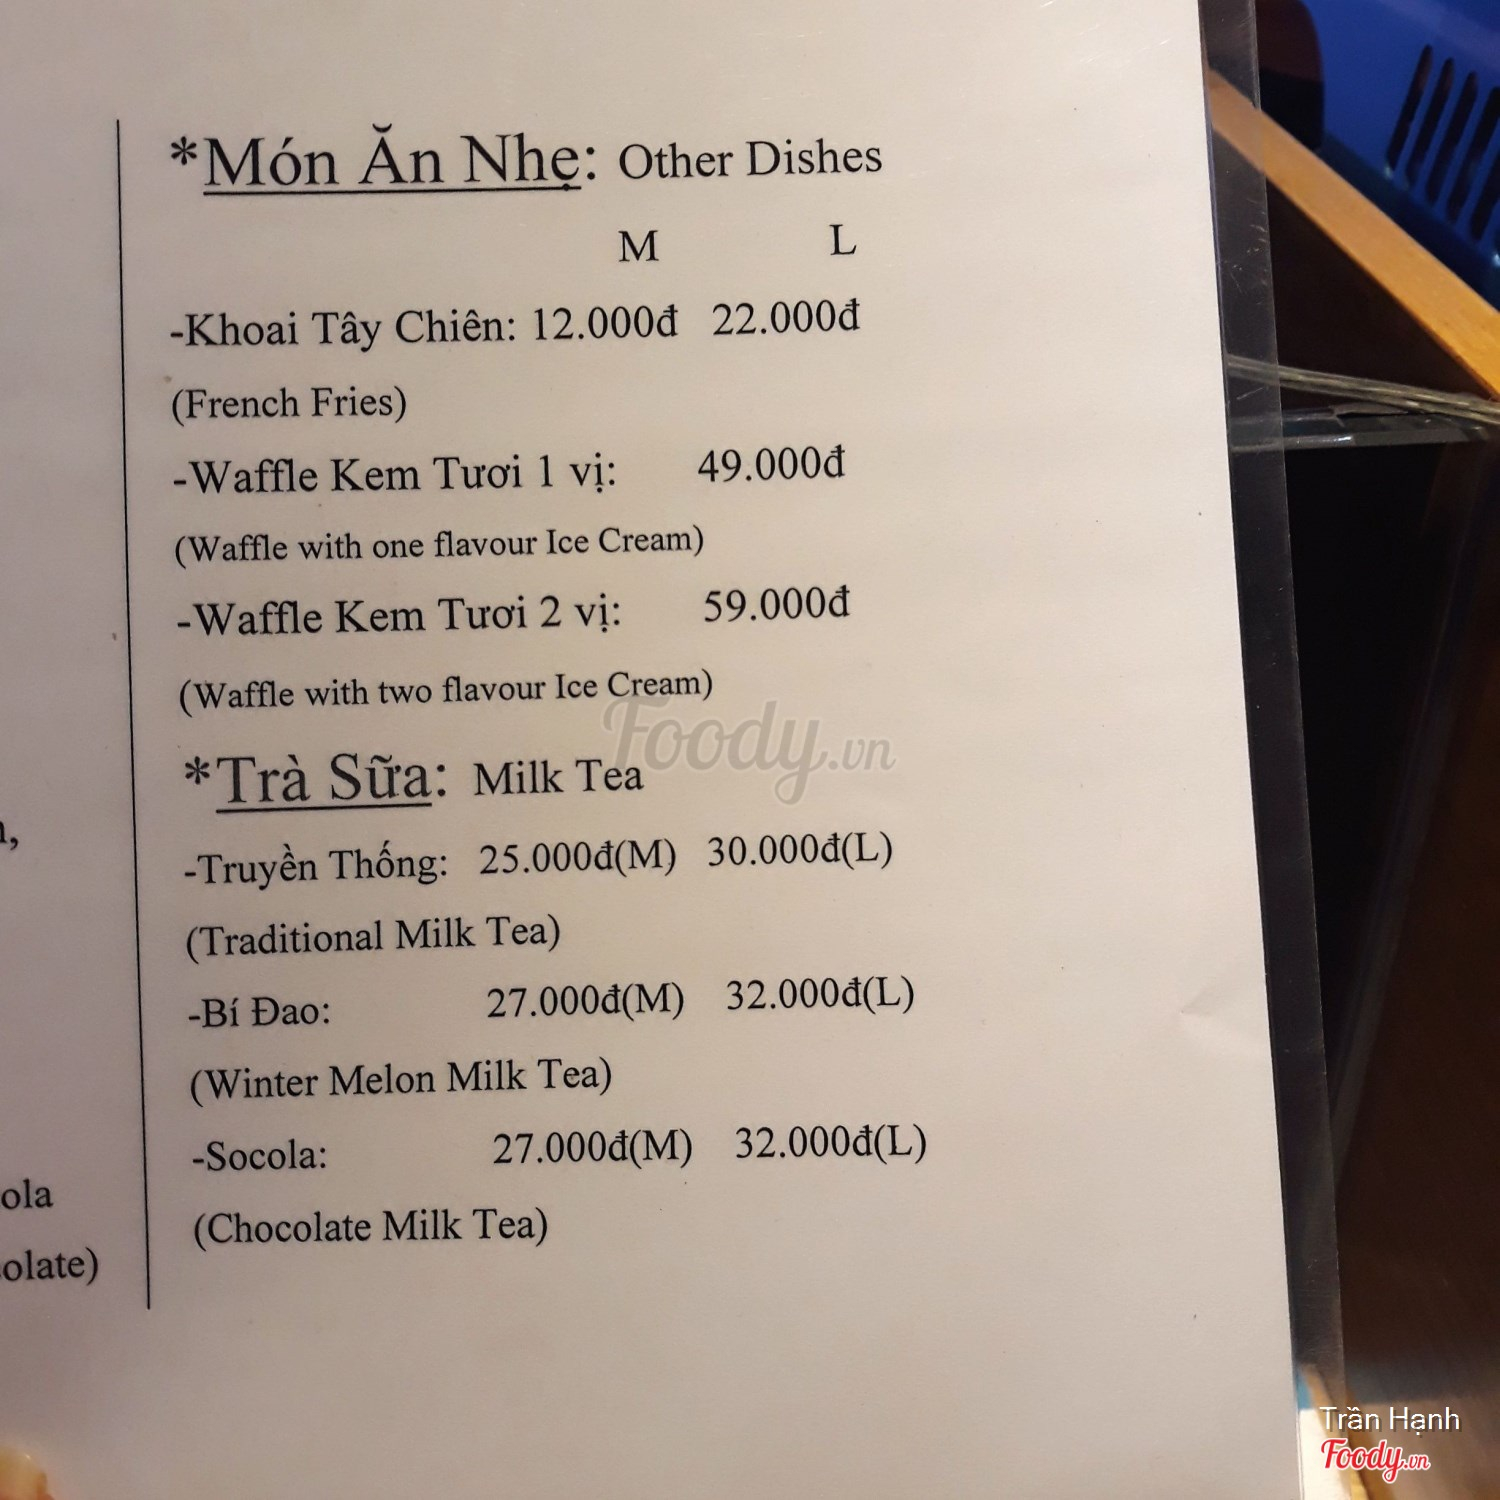 *Món Ăn Nhẹ: Other Dishes
M L
-Khoai Tây Chiên: 12.000đ 22.000đ
(French Fries)
-Waffle Kem Tươi 1 vị: 49.000đ
(Waffle with one flavour Ice Cream)
-Waffle Kem Tươi 2 vị: 59.000đ
(Waffle with two flavour Ice Cream)
Foody.vn
*Trà Sữa: Milk Tea
-Truyền Thống: 25.000đ(M) 30.000đ(L)
(Traditional Milk Tea)
-Bí Đao: 27.000đ(M) 32.000đ(L)
(Winter Melon Milk Tea)
-Socola: 27.000đ(M) 32.000đ(L)
(Chocolate Milk Tea)
ola
olate)
Trần Hạnh
Foody.vn